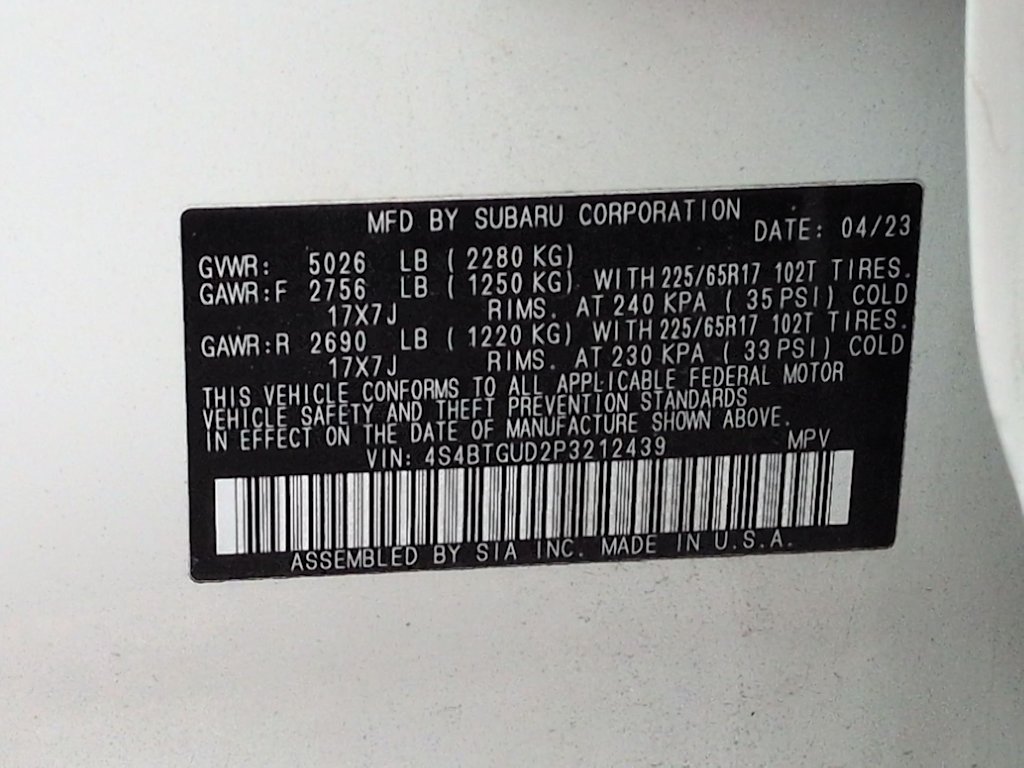 MFD BY SUBARU CORPORATION
DATE: 04/23
GVWR: 5026 LB ( 2280 KG)
GAWR:F 2756 LB ( 1250 KG) WITH 225/65R17 102T TIRES.
17X7J RIMS. AT 240 KPA ( 35 PSI) COLD
GAWR:R 2690 LB ( 1220 KG) WITH 225/65R17 102T TIRES.
17X7J RIMS. AT 230 KPA ( 33 PSI) COLD
THIS VEHICLE CONFORMS TO ALL APPLICABLE FEDERAL MOTOR
VEHICLE SAFETY AND THEFT PREVENTION STANDARDS
IN EFFECT ON THE DATE OF MANUFACTURE SHOWN ABOVE.
VIN: 4S4BTGUD2P3212439 MPV
ASSEMBLED BY SIA INC. MADE IN U.S.A.